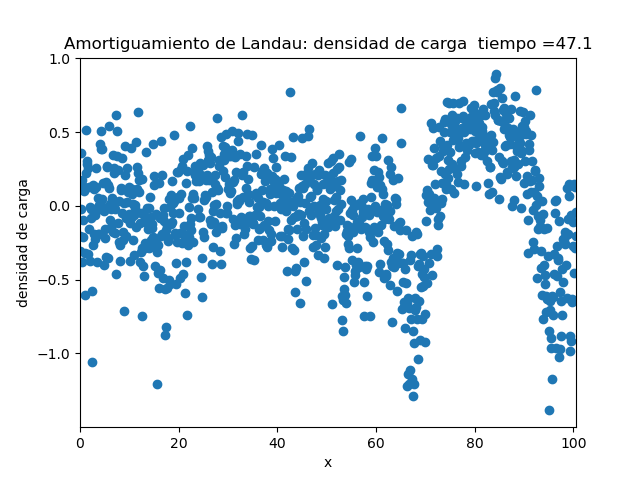 Amortiguamiento de Landau: densidad de carga  tiempo =47.1
1.0
0.5
0.0
−0.5
−1.0
densidad de carga
0 20 40 60 80 100
x